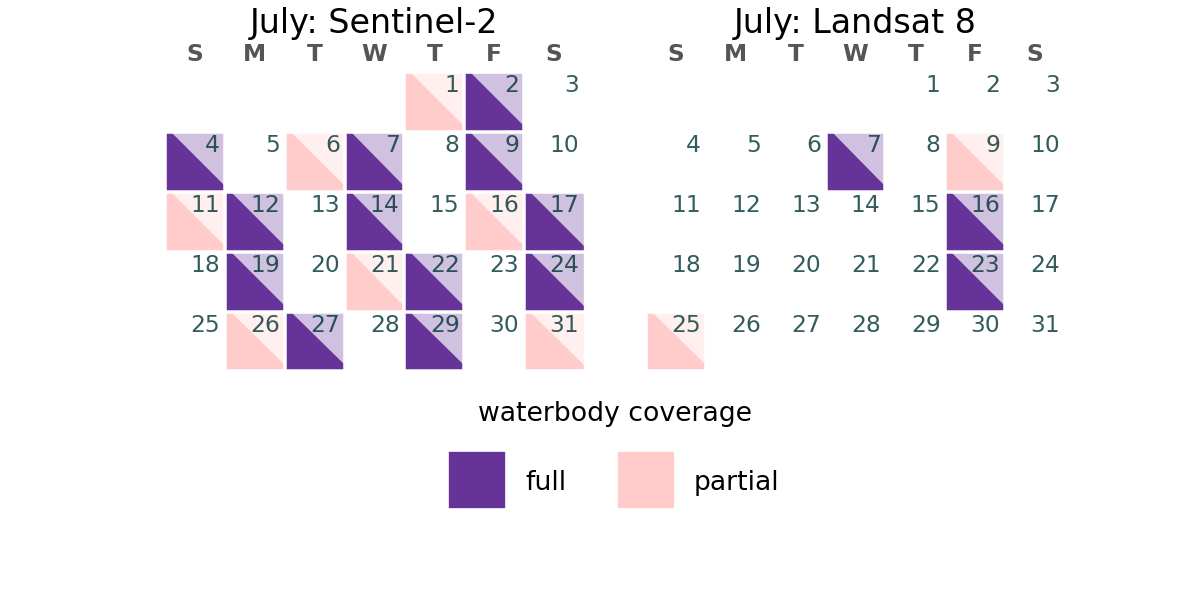 July: Sentinel-2
S M T W T F S
1 2 3
4 5 6 7 8 9 10
11 12 13 14 15 16 17
18 19 20 21 22 23 24
25 26 27 28 29 30 31
July: Landsat 8
S M T W T F S
1 2 3
4 5 6 7 8 9 10
11 12 13 14 15 16 17
18 19 20 21 22 23 24
25 26 27 28 29 30 31
waterbody coverage
full partial